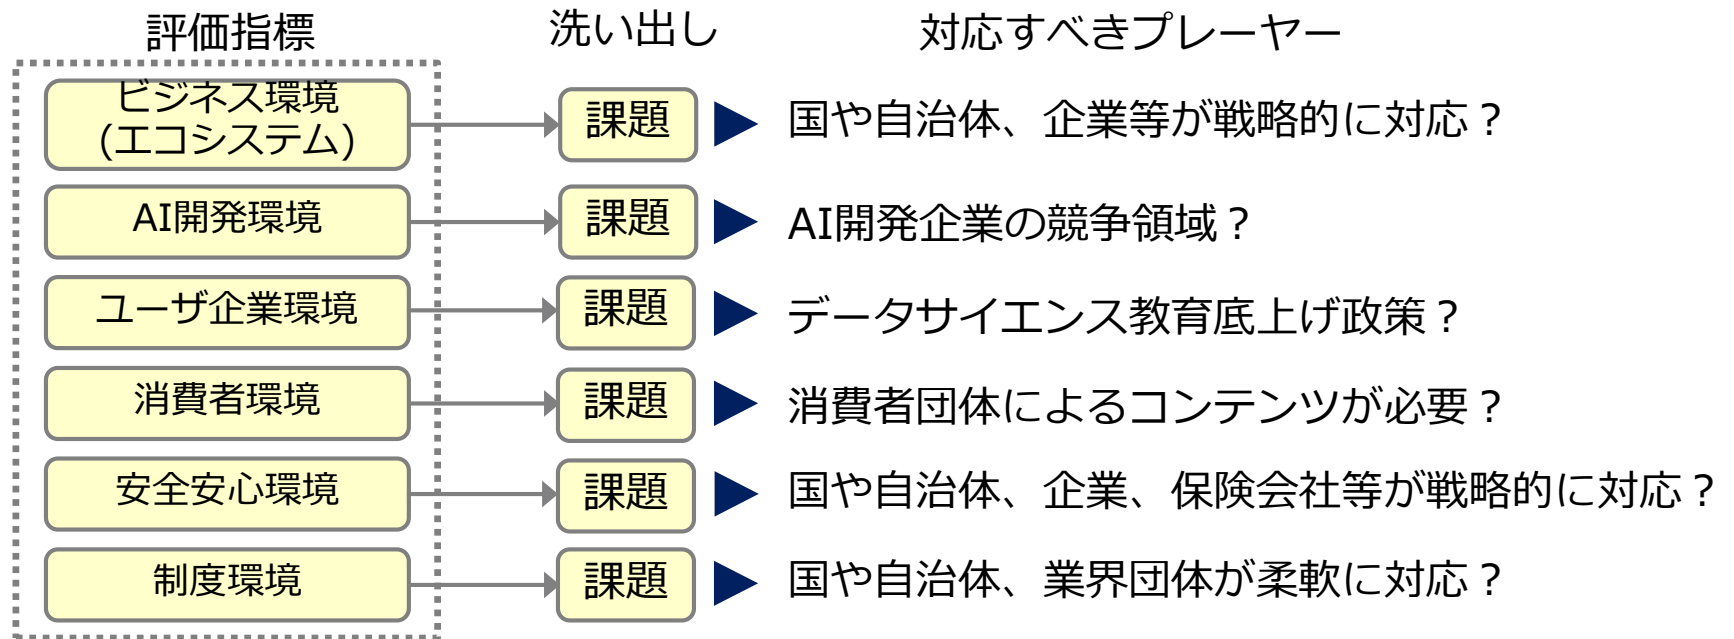 評価指標
洗い出し
対応すべきプレーヤー
ビジネス環境
(エコシステム)
課題
国や自治体、企業等が戦略的に対応？
AI開発環境
課題
AI開発企業の競争領域？
ユーザ企業環境
課題
データサイエンス教育底上げ政策？
消費者環境
課題
消費者団体によるコンテンツが必要？
安全安心環境
課題
国や自治体、企業、保険会社等が戦略的に対応？
制度環境
課題
国や自治体、業界団体が柔軟に対応？